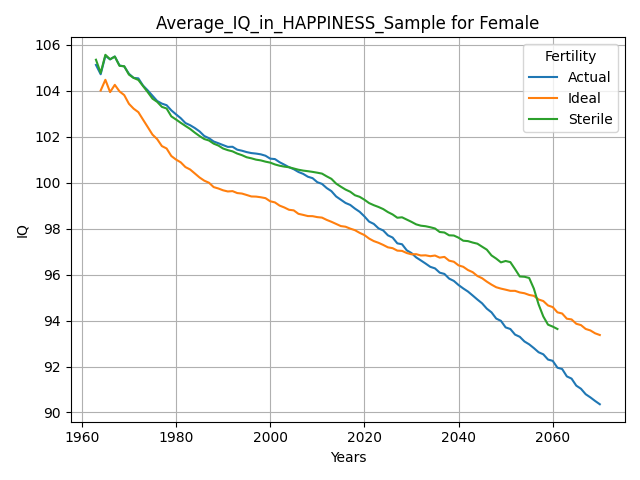 Average_IQ_in_HAPPINESS_Sample for Female
106
104
102
100
98
96
94
92
90
IQ
1960
1980
2000
2020
2040
2060
Years
Fertility
Actual
Ideal
Sterile